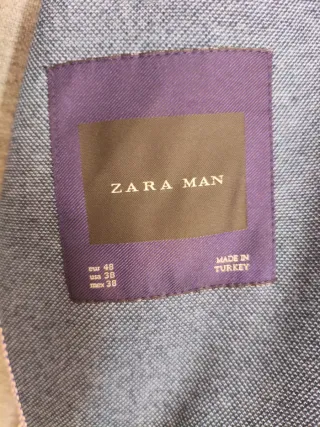 ZARA MAN
eur 48
usa 38
mex 38
MADE IN
TURKEY